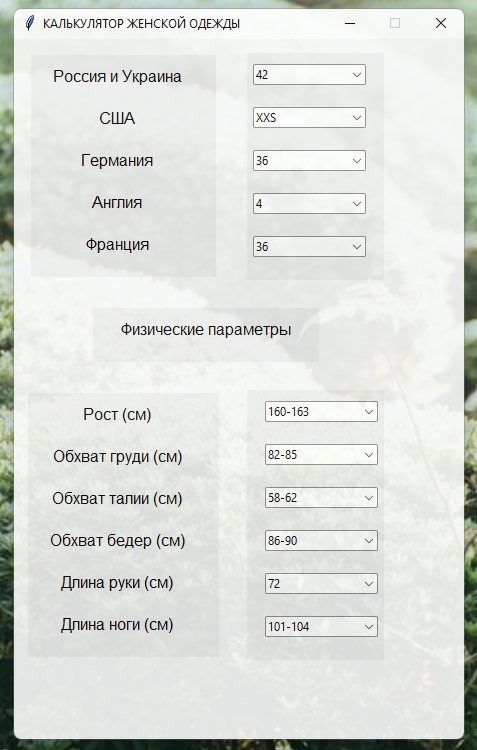 КАЛЬКУЛЯТОР ЖЕНСКОЙ ОДЕЖДЫ
Россия и Украина 42
США XXS
Германия 36
Англия 4
Франция 36
Физические параметры
Рост (см) 160-163
Обхват груди (см) 82-85
Обхват талии (см) 58-62
Обхват бедер (см) 86-90
Длина руки (см) 72
Длина ноги (см) 101-104